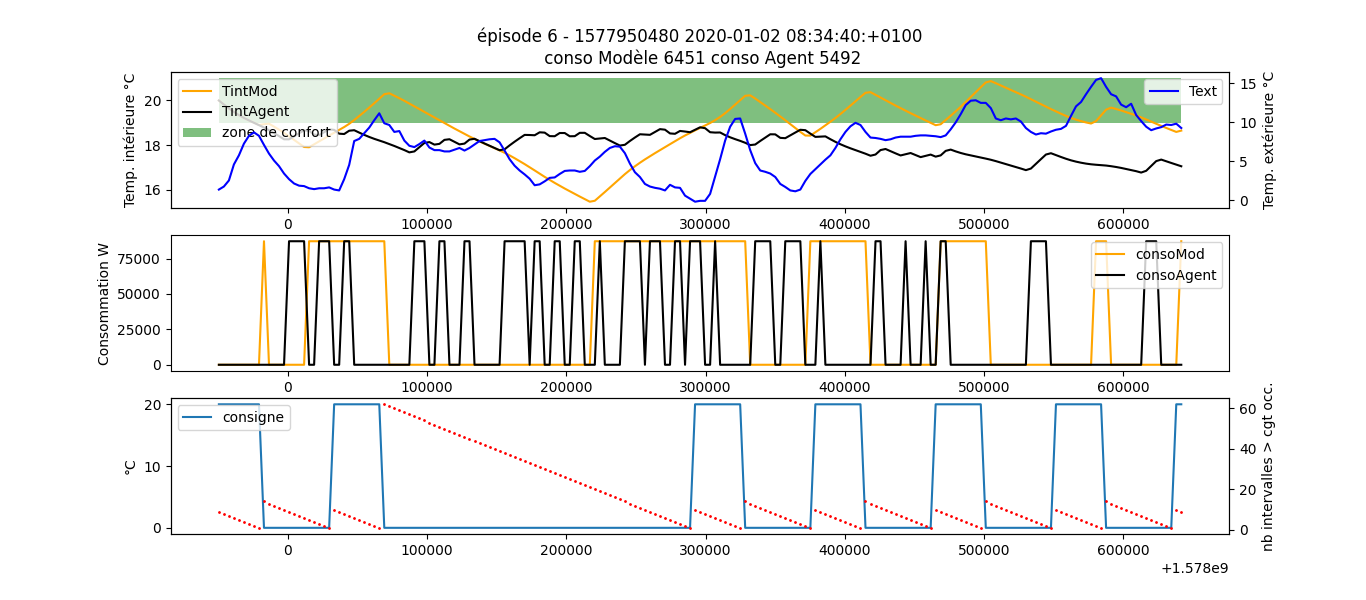 épisode 6 - 1577950480 2020-01-02 08:34:40:+0100
conso Modèle 6451 conso Agent 5492
Temp. intérieure °C
20
18
16
TintMod
TintAgent
zone de confort
Text
15
10
5
0
Temp. extérieure °C
0 100000 200000 300000 400000 500000 600000
Consommation W
75000
50000
25000
0
consoMod
consoAgent
0 100000 200000 300000 400000 500000 600000
°C
20
10
0
consigne
60
40
20
0
nb intervalles > cgt occ.
0 100000 200000 300000 400000 500000 600000
+1.578e9